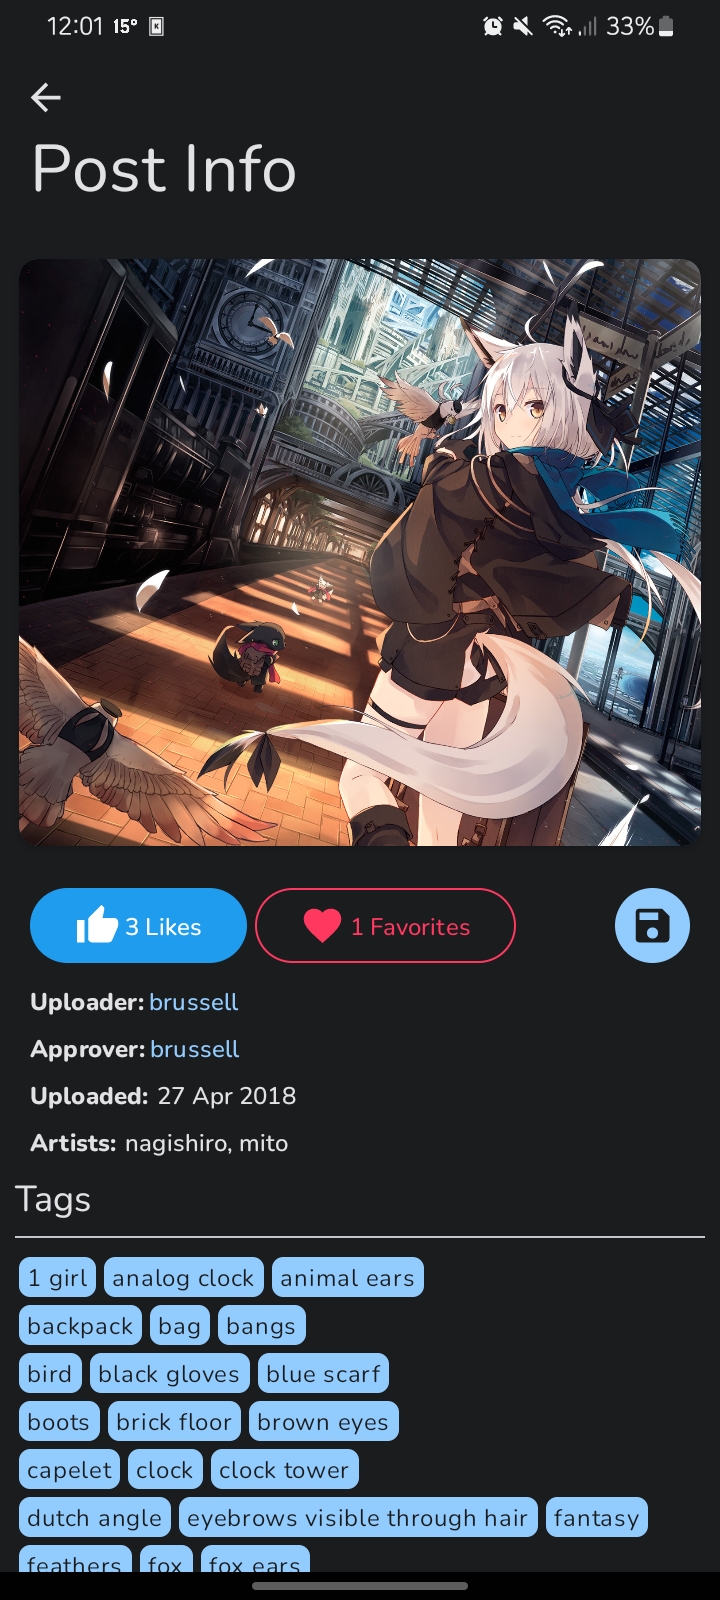 12:01 15° K 33%
Post Info
3 Likes 1 Favorites
Uploader: brussell
Approver: brussell
Uploaded: 27 Apr 2018
Artists: nagishiro, mito
Tags
1 girl analog clock animal ears
backpack bag bangs
bird black gloves blue scarf
boots brick floor brown eyes
capelet clock clock tower
dutch angle eyebrows visible through hair fantasy
feathers fox fox ears